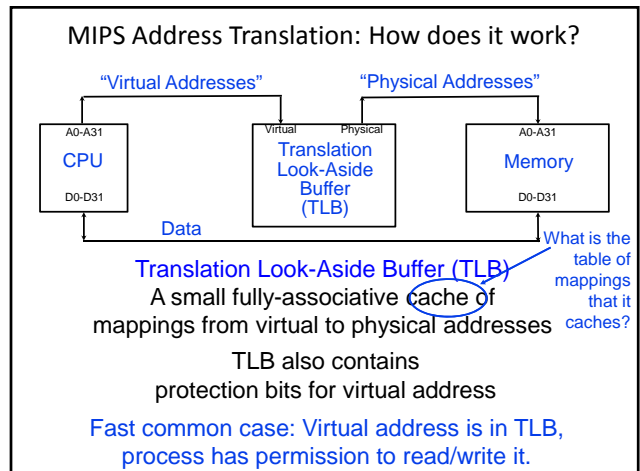 MIPS Address Translation: How does it work?
“Virtual Addresses”
“Physical Addresses”
A0-A31
Virtual
Physical
A0-A31
CPU
Translation
Look-Aside
Buffer
(TLB)
Memory
D0-D31
D0-D31
Data
What is the
table of
mappings
that it
caches?
Translation Look-Aside Buffer (TLB)
A small fully-associative cache of
mappings from virtual to physical addresses
TLB also contains
protection bits for virtual address
Fast common case: Virtual address is in TLB,
process has permission to read/write it.